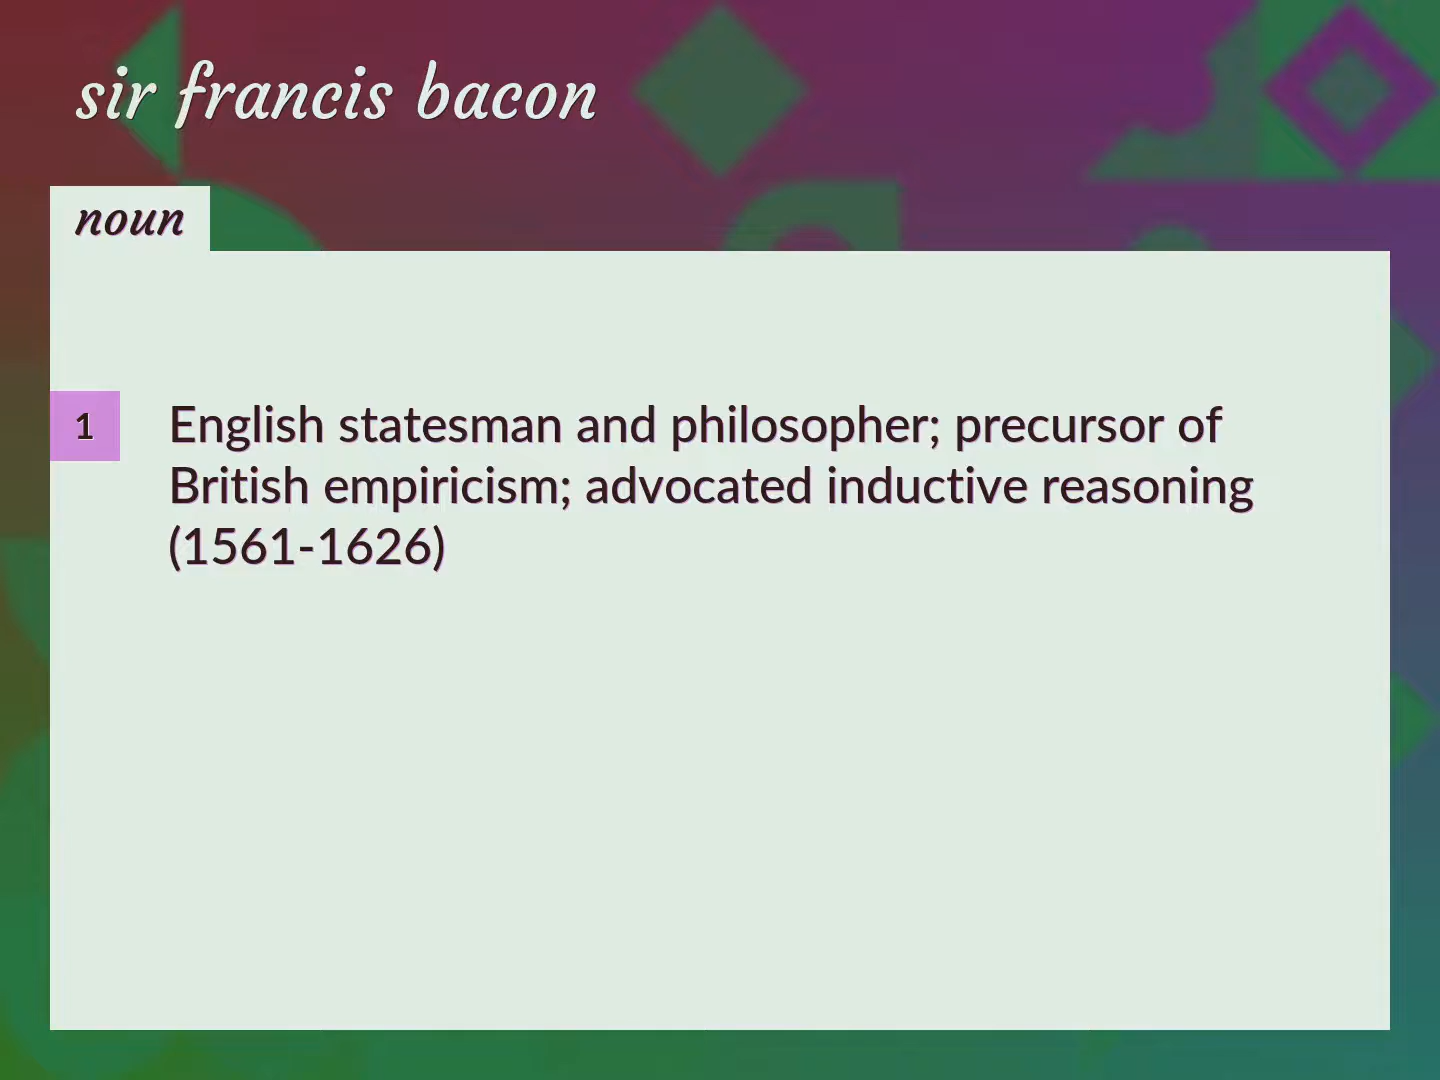 sir francis bacon
noun
1
English statesman and philosopher; precursor of
British empiricism; advocated inductive reasoning
(1561-1626)